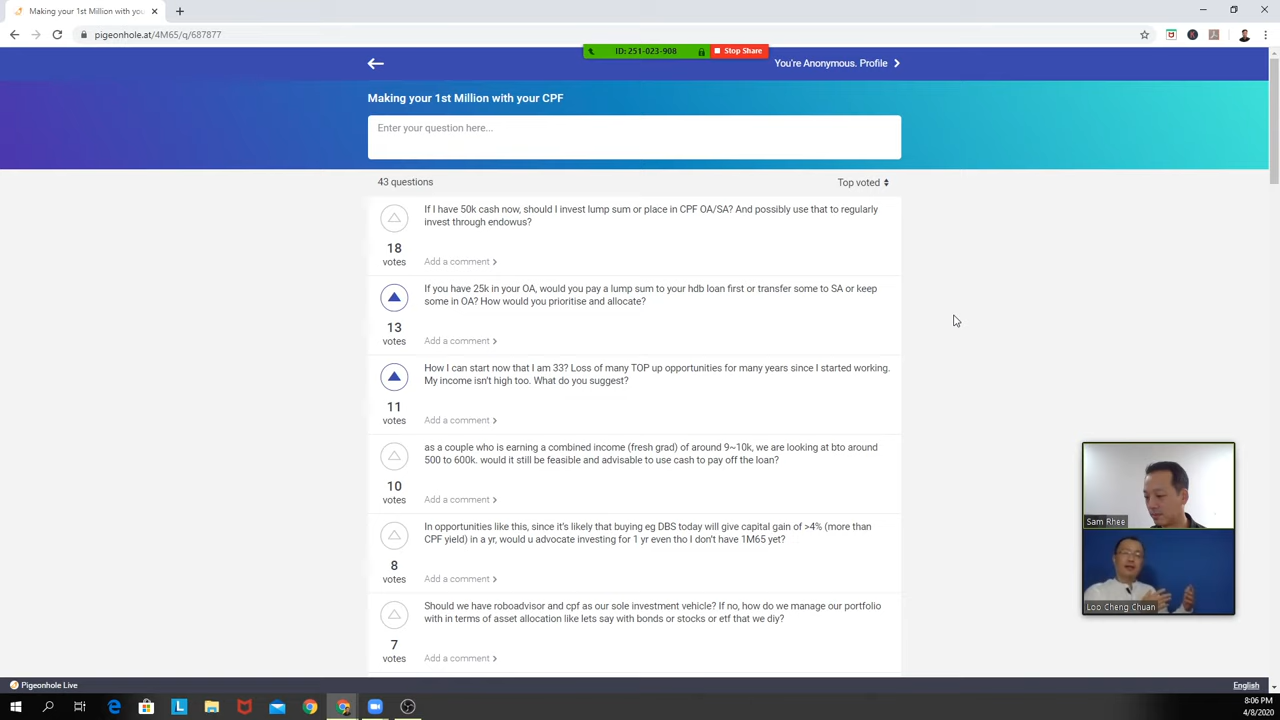 Making your 1st Million with you
pigeonhole.at/4M65/q/687877
ID: 251-023-908
Stop Share
You're Anonymous. Profile
Making your 1st Million with your CPF
Enter your question here...
43 questions
Top voted
If I have 50k cash now, should I invest lump sum or place in CPF OA/SA? And possibly use that to regularly
invest through endowus?
18
votes
Add a comment
If you have 25k in your OA, would you pay a lump sum to your hdb loan first or transfer some to SA or keep
some in OA? How would you prioritise and allocate?
13
votes
Add a comment
How I can start now that I am 33? Loss of many TOP up opportunities for many years since I started working.
My income isn't high too. What do you suggest?
11
votes
Add a comment
as a couple who is earning a combined income (fresh grad) of around 9~10k, we are looking at bto around
500 to 600k. would it still be feasible and advisable to use cash to pay off the loan?
10
votes
Add a comment
In opportunities like this, since it's likely that buying eg DBS today will give capital gain of >4% (more than
CPF yield) in a yr, would u advocate investing for 1 yr even tho I don't have 1M65 yet?
8
votes
Add a comment
Should we have roboadvisor and cpf as our sole investment vehicle? If no, how do we manage our portfolio
with in terms of asset allocation like lets say with bonds or stocks or etf that we diy?
7
votes
Add a comment
Sam Rhee
Loo Cheng Chuan
Pigeonhole Live
English
8:06 PM
4/8/2020